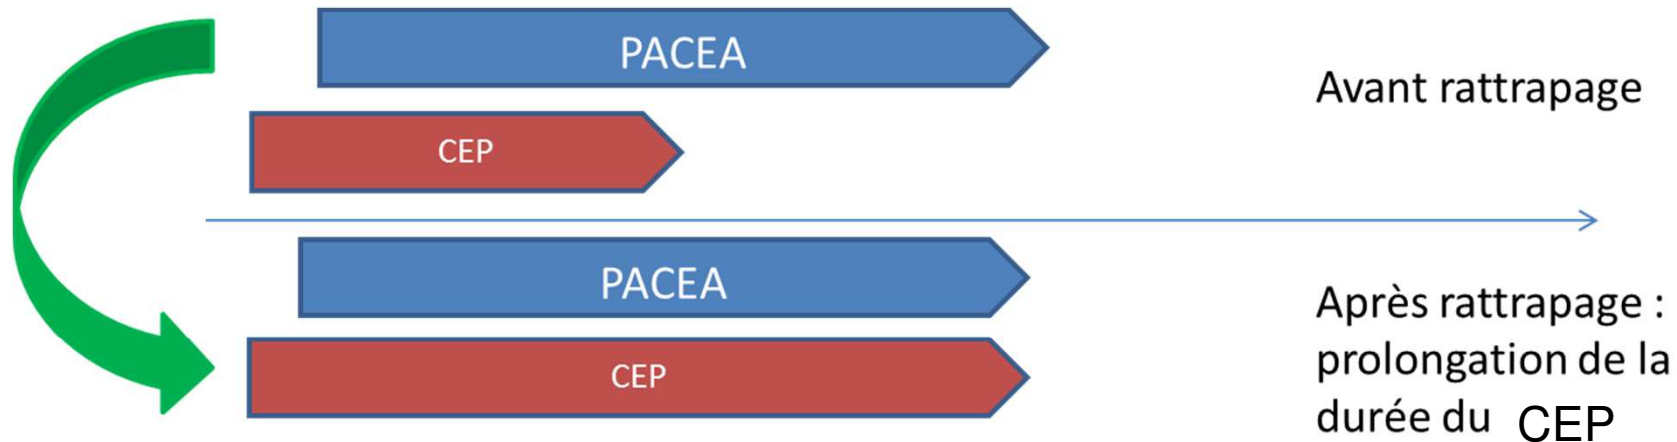 PACEA
Avant rattrapage
CEP
PACEA
CEP
Après rattrapage :
prolongation de la
durée du CEP